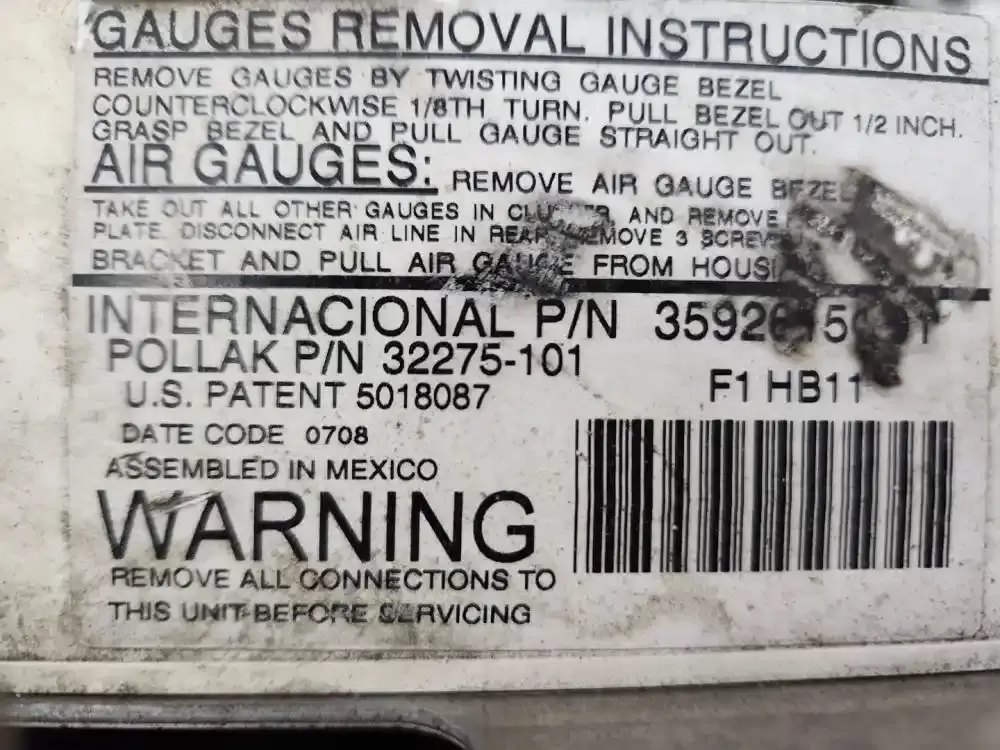 GAUGES REMOVAL INSTRUCTIONS
REMOVE GAUGES BY TWISTING GAUGE BEZEL
COUNTERCLOCKWISE 1/8TH TURN. PULL BEZEL OUT 1/2 INCH.
GRASP BEZEL AND PULL GAUGE STRAIGHT OUT.
AIR GAUGES: REMOVE AIR GAUGE BEZEL
TAKE OUT ALL OTHER GAUGES IN CLUSTER, AND REMOVE
PLATE. DISCONNECT AIR LINE IN REAR. REMOVE 3 SCREWS
BRACKET AND PULL AIR GAUGE FROM HOUSING
INTERNACIONAL P/N
POLLAK P/N 32275-101
U.S. PATENT 5018087
F1 HB11
DATE CODE 0708
ASSEMBLED IN MEXICO
WARNING
REMOVE ALL CONNECTIONS TO
THIS UNIT BEFORE SERVICING